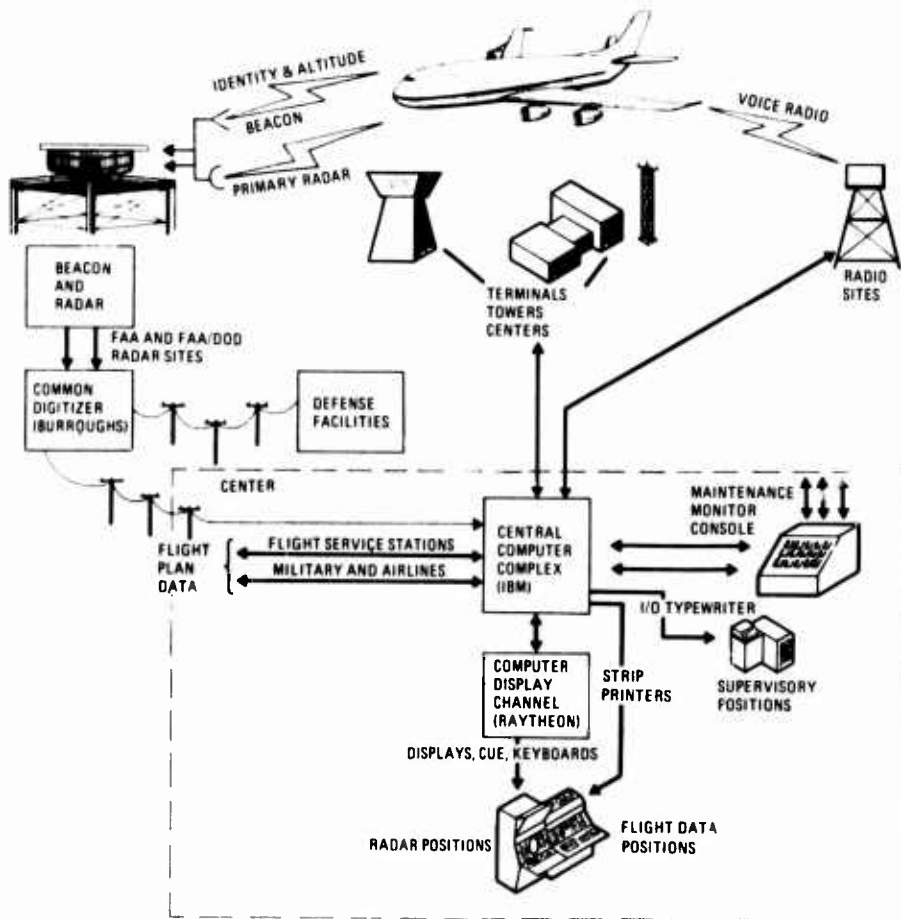 IDENTITY & ALTITUDE
BEACON
PRIMARY RADAR
VOICE RADIO
BEACON
AND
RADAR
TERMINALS
TOWERS
CENTERS
RADIO
SITES
FAA AND FAA/DOD
RADAR SITES
COMMON
DIGITIZER
(BURROUGHS)
DEFENSE
FACILITIES
CENTER
MAINTENANCE
MONITOR
CONSOLE
FLIGHT
PLAN
DATA
FLIGHT SERVICE STATIONS
MILITARY AND AIRLINES
CENTRAL
COMPUTER
COMPLEX
(IBM)
I/O TYPEWRITER
COMPUTER
DISPLAY
CHANNEL
(RAYTHEON)
STRIP
PRINTERS
SUPERVISORY
POSITIONS
DISPLAYS, CUE, KEYBOARDS
RADAR POSITIONS
FLIGHT DATA
POSITIONS